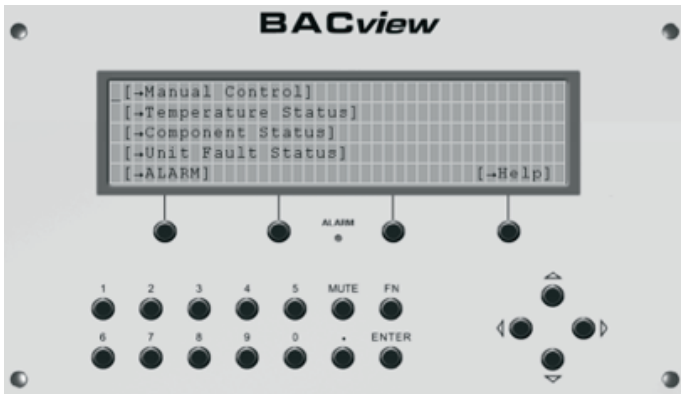 BACview
_[→Manual Control]
[→Temperature Status]
[→Component Status]
[→Unit Fault Status]
[→ALARM] [→Help]
ALARM
1 2 3 4 5 MUTE FN
6 7 8 9 0 . ENTER